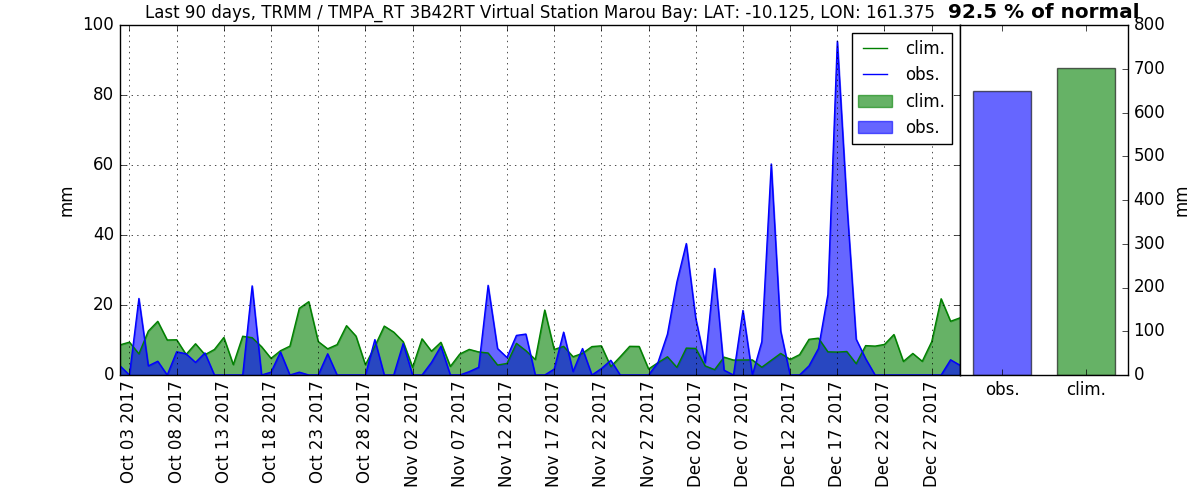 Last 90 days, TRMM / TMPA_RT 3B42RT Virtual Station Marou Bay: LAT: -10.125, LON: 161.375 92.5 % of normal
100
80
60
40
20
0
mm
clim.
obs.
clim.
obs.
800
700
600
500
400
300
200
100
0
mm
obs. clim.
Oct 03 2017
Oct 08 2017
Oct 13 2017
Oct 18 2017
Oct 23 2017
Oct 28 2017
Nov 02 2017
Nov 07 2017
Nov 12 2017
Nov 17 2017
Nov 22 2017
Nov 27 2017
Dec 02 2017
Dec 07 2017
Dec 12 2017
Dec 17 2017
Dec 22 2017
Dec 27 2017